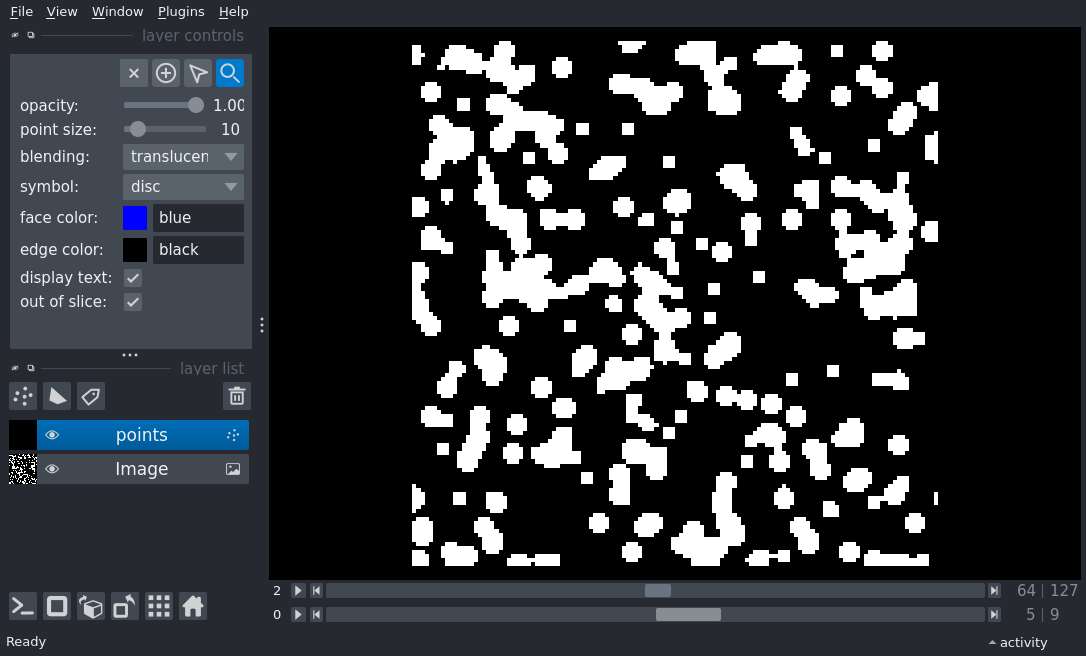 File View Window Plugins Help
layer controls
opacity: 1.00
point size: 10
blending: translucen
symbol: disc
face color: blue
edge color: black
display text:
out of slice:
layer list
points
Image
2 64 127
0 5 9
Ready activity